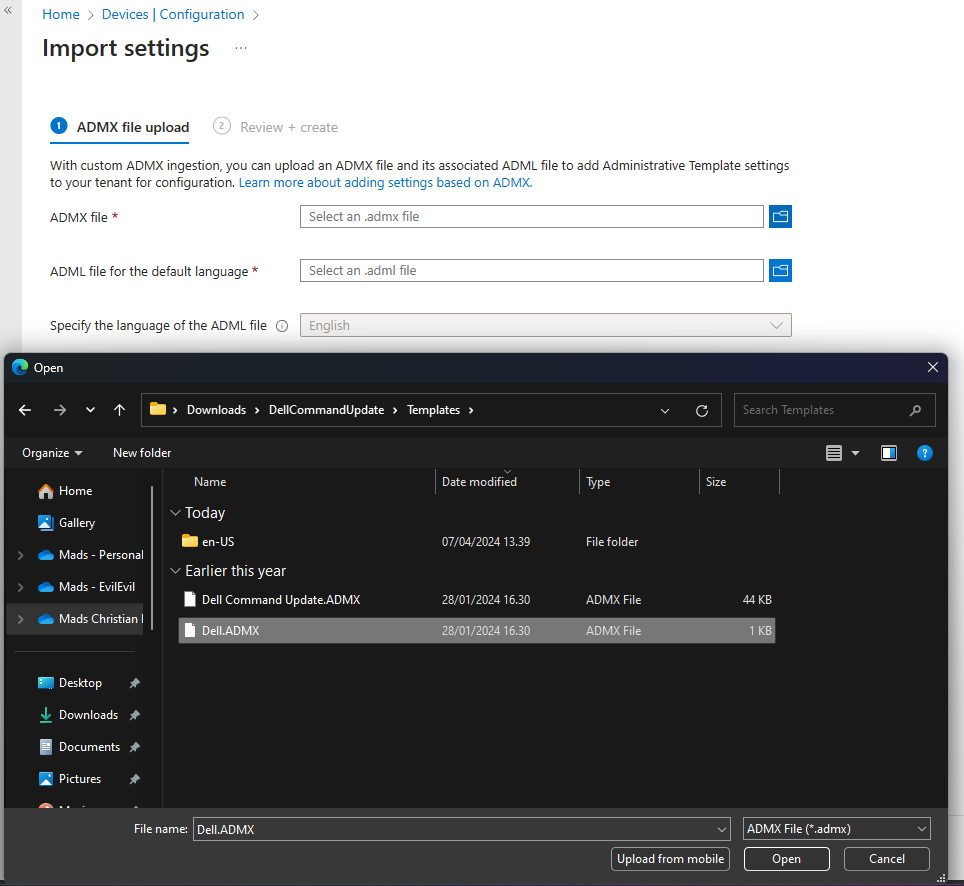 Home > Devices | Configuration >
Import settings ...
1 ADMX file upload 2 Review + create
With custom ADMX ingestion, you can upload an ADMX file and its associated ADML file to add Administrative Template settings
to your tenant for configuration. Learn more about adding settings based on ADMX.
ADMX file * Select an .admx file
ADML file for the default language * Select an .adml file
Specify the language of the ADML file English
Open
Downloads > DellCommandUpdate > Templates >
Search Templates
Organize New folder
Name Date modified Type Size
Home
Gallery
Mads - Personal
Mads - EvilEvil
Mads Christian
Desktop
Downloads
Documents
Pictures
Today
en-US 07/04/2024 13.39 File folder
Earlier this year
Dell Command Update.ADMX 28/01/2024 16.30 ADMX File 44 KB
Dell.ADMX 28/01/2024 16.30 ADMX File 1 KB
File name: Dell.ADMX ADMX File (*.admx)
Upload from mobile Open Cancel